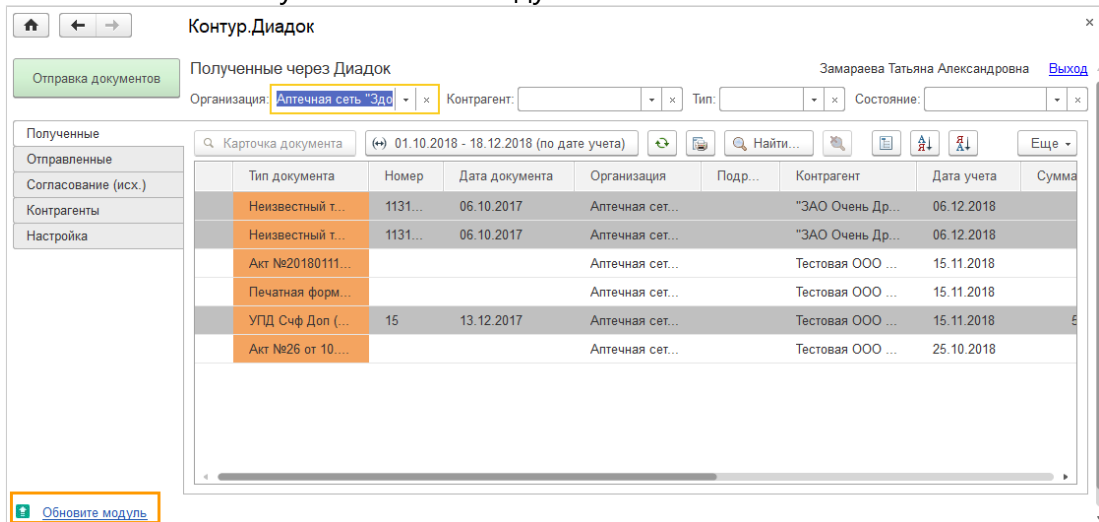 Контур.Диадок
Отправка документов
Полученные через Диадок
Замараева Татьяна Александровна Выход
Организация: Аптечная сеть "Здо Контрагент: Тип: Состояние:
Полученные
Отправленные
Согласование (исх.)
Контрагенты
Настройка
Карточка документа 01.10.2018 - 18.12.2018 (по дате учета) Найти... Еще
Тип документа Номер Дата документа Организация Подр... Контрагент Дата учета Сумма
Неизвестный т... 1131... 06.10.2017 Аптечная сет... "ЗАО Очень Др... 06.12.2018
Неизвестный т... 1131... 06.10.2017 Аптечная сет... "ЗАО Очень Др... 06.12.2018
Акт №20180111... Аптечная сет... Тестовая ООО ... 15.11.2018
Печатная форм... Аптечная сет... Тестовая ООО ... 15.11.2018
УПД Счф Доп (... 15 13.12.2017 Аптечная сет... Тестовая ООО ... 15.11.2018 5
Акт №26 от 10.... Аптечная сет... Тестовая ООО ... 25.10.2018
Обновите модуль